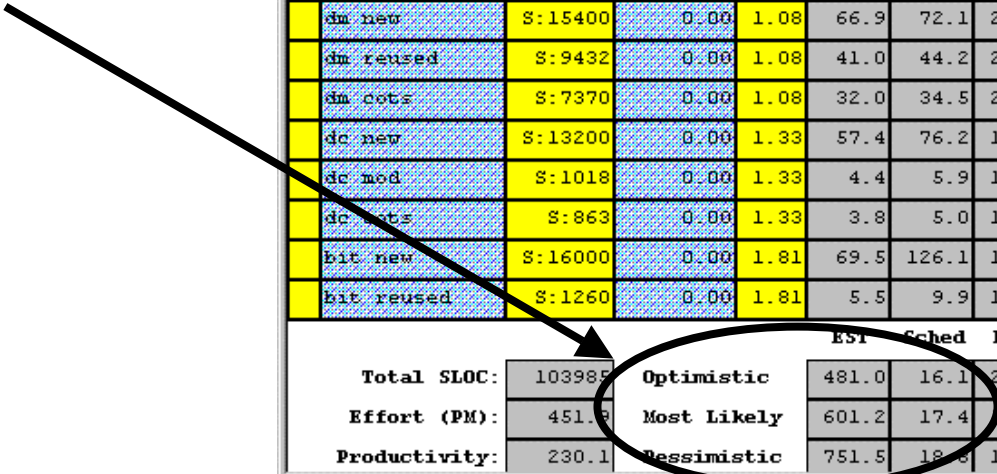 dm new S:15400 0.00 1.08 66.9 72.1
dm reused S:9432 0.00 1.08 41.0 44.2
dm cots S:7370 0.00 1.08 32.0 34.5
dc new S:13200 0.00 1.33 57.4 76.2
dc mod S:1018 0.00 1.33 4.4 5.9
dc cots S:863 0.00 1.33 3.8 5.0
bit new S:16000 0.00 1.81 69.5 126.1
bit reused S:1260 0.00 1.81 5.5 9.9
EST Sched
Total SLOC: 103985 Optimistic 481.0 16.1
Effort (PM): 451.9 Most Likely 601.2 17.4
Productivity: 230.1 Pessimistic 751.5 18.8